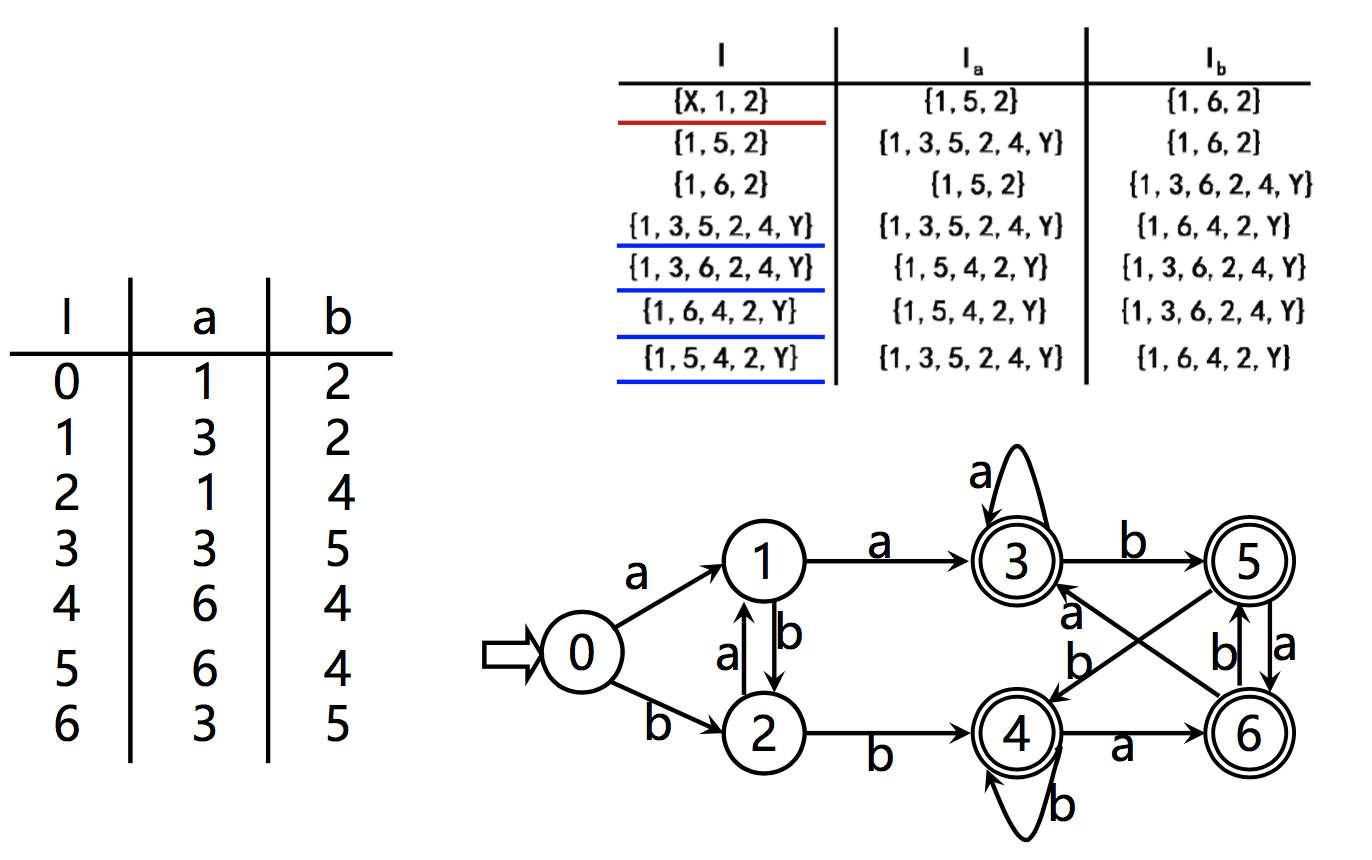 I Iₐ I_b
{X, 1, 2} {1, 5, 2} {1, 6, 2}
{1, 5, 2} {1, 3, 5, 2, 4, Y} {1, 6, 2}
{1, 6, 2} {1, 5, 2} {1, 3, 6, 2, 4, Y}
{1, 3, 5, 2, 4, Y} {1, 3, 5, 2, 4, Y} {1, 6, 4, 2, Y}
{1, 3, 6, 2, 4, Y} {1, 5, 4, 2, Y} {1, 3, 6, 2, 4, Y}
{1, 6, 4, 2, Y} {1, 5, 4, 2, Y} {1, 3, 6, 2, 4, Y}
{1, 5, 4, 2, Y} {1, 3, 5, 2, 4, Y} {1, 6, 4, 2, Y}
I a b
0 1 2
1 3 2
2 1 4
3 3 5
4 6 4
5 6 4
6 3 5
a
1 a 3 b 5
a
0
a b
a
b
b a
b
2 b 4 a 6
b